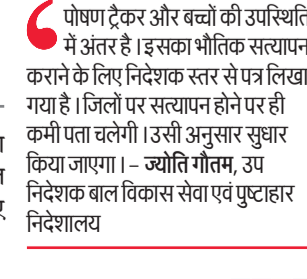 पोषण ट्रैकर और बच्चों की उपस्थिति
में अंतर है।इसका भौतिक सत्यापन
कराने के लिए निदेशक स्तर से पत्र लिखा
गया है। जिलों पर सत्यापन होने पर ही
कमी पता चलेगी।उसी अनुसार सुधार
किया जाएगा।– ज्योति गौतम, उप
निदेशक बाल विकास सेवा एवं पुष्टाहार
निदेशालय